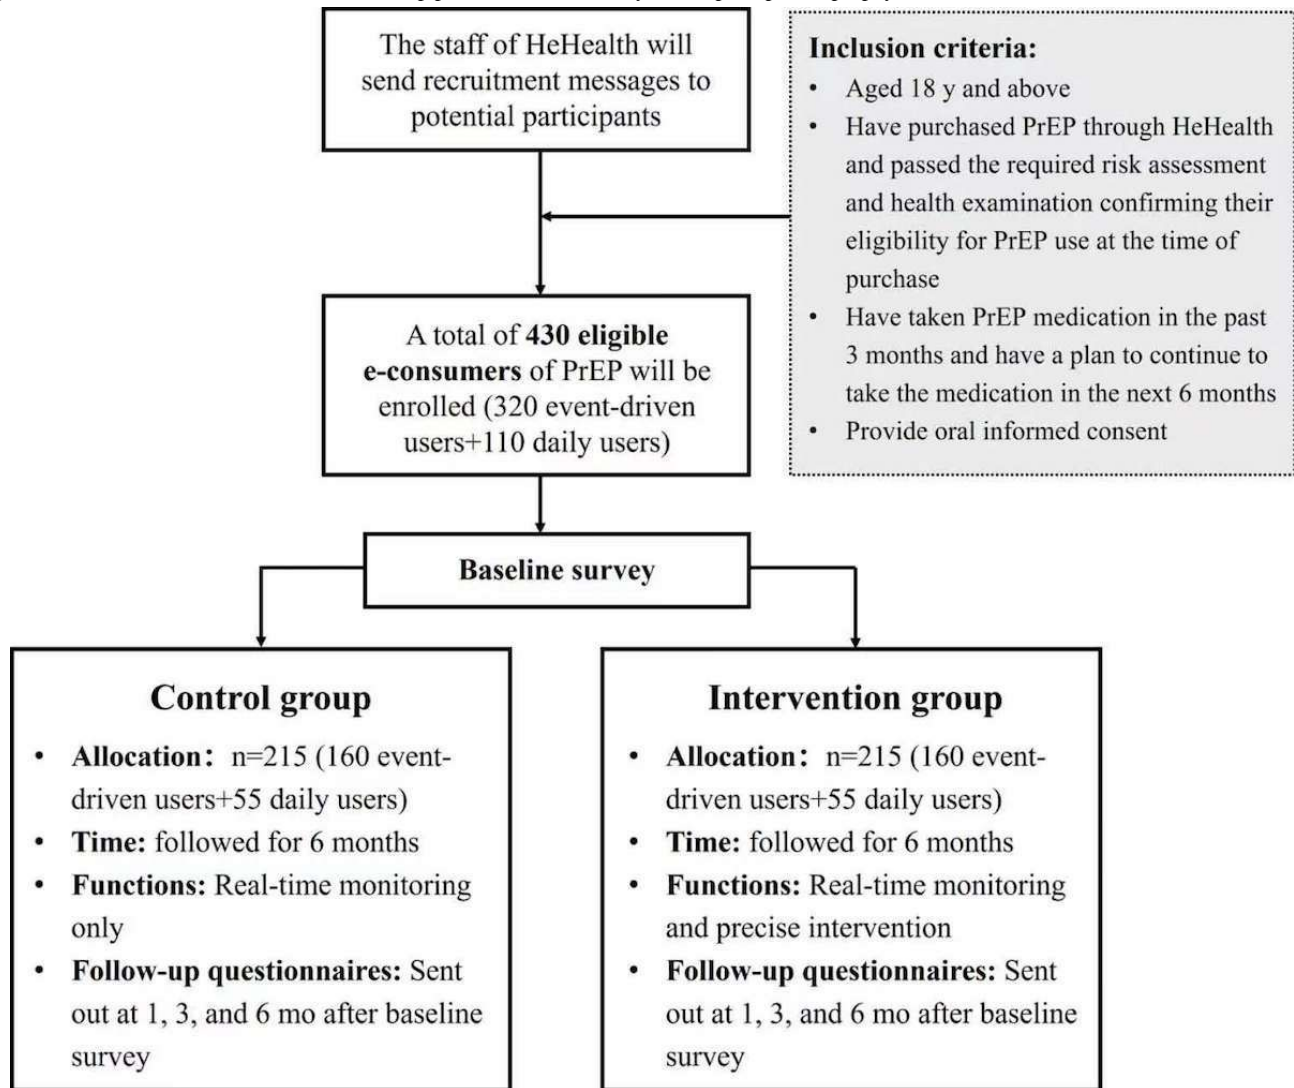 The staff of HeHealth will
send recruitment messages to
potential participants
Inclusion criteria:
• Aged 18 y and above
• Have purchased PrEP through HeHealth
and passed the required risk assessment
and health examination confirming their
eligibility for PrEP use at the time of
purchase
• Have taken PrEP medication in the past
3 months and have a plan to continue to
take the medication in the next 6 months
• Provide oral informed consent
A total of 430 eligible
e-consumers of PrEP will be
enrolled (320 event-driven
users+110 daily users)
Baseline survey
Control group
• Allocation： n=215 (160 event-
driven users+55 daily users)
• Time: followed for 6 months
• Functions: Real-time monitoring
only
• Follow-up questionnaires: Sent
out at 1, 3, and 6 mo after baseline
survey
Intervention group
• Allocation： n=215 (160 event-
driven users+55 daily users)
• Time: followed for 6 months
• Functions: Real-time monitoring
and precise intervention
• Follow-up questionnaires: Sent
out at 1, 3, and 6 mo after baseline
survey